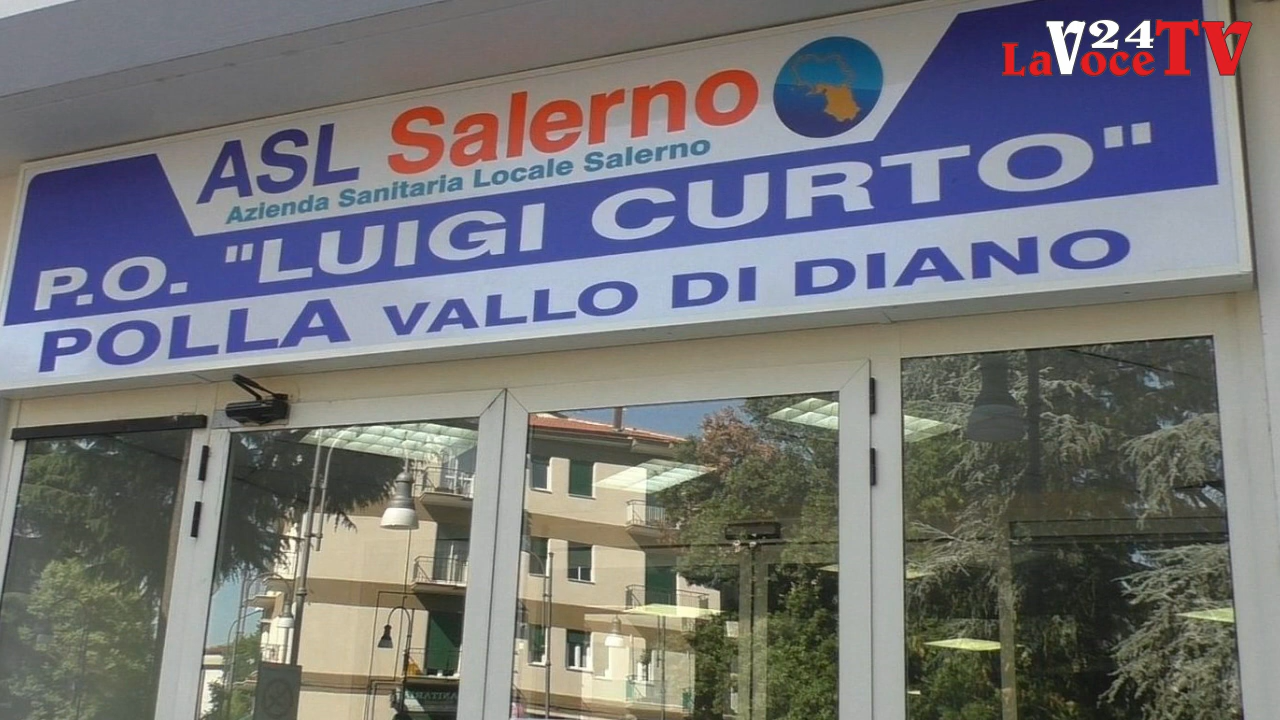 V24
LaVoceTV
ASL Salerno
Azienda Sanitaria Locale Salerno
P.O. "LUIGI CURTO"
POLLA VALLO DI DIANO